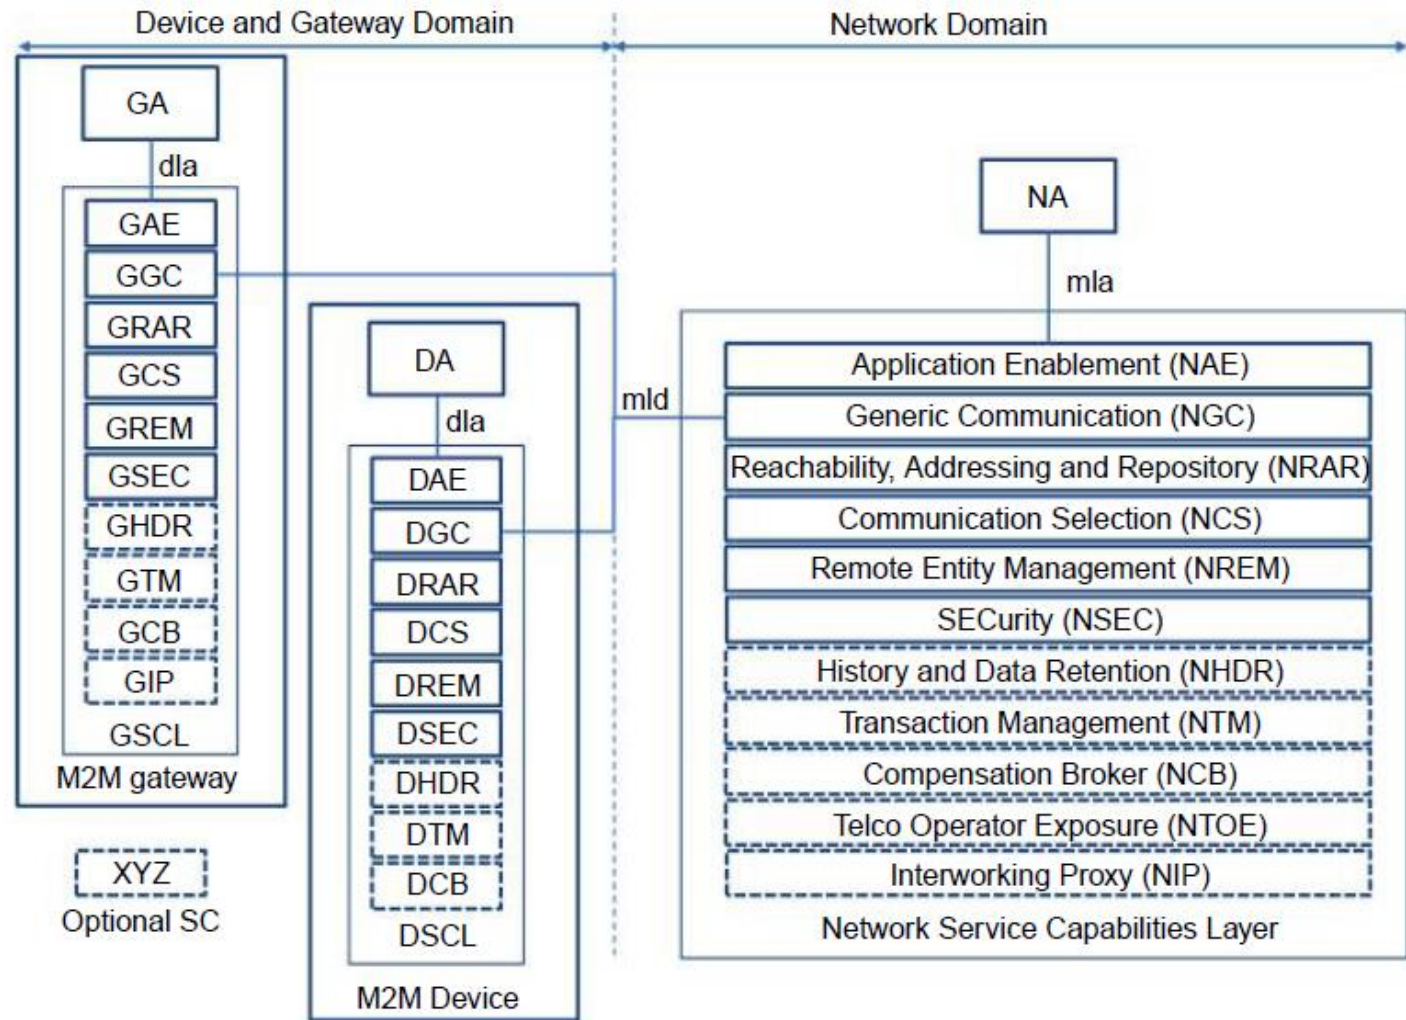 Device and Gateway Domain
Network Domain
GA
dla
GAE
GGC
GRAR
GCS
GREM
GSEC
GHDR
GTM
GCB
GIP
GSCL
M2M gateway
XYZ
Optional SC
DA
dla
DAE
DGC
DRAR
DCS
DREM
DSEC
DHDR
DTM
DCB
DSCL
M2M Device
mld
NA
mla
Application Enablement (NAE)
Generic Communication (NGC)
Reachability, Addressing and Repository (NRAR)
Communication Selection (NCS)
Remote Entity Management (NREM)
SECurity (NSEC)
History and Data Retention (NHDR)
Transaction Management (NTM)
Compensation Broker (NCB)
Telco Operator Exposure (NTOE)
Interworking Proxy (NIP)
Network Service Capabilities Layer